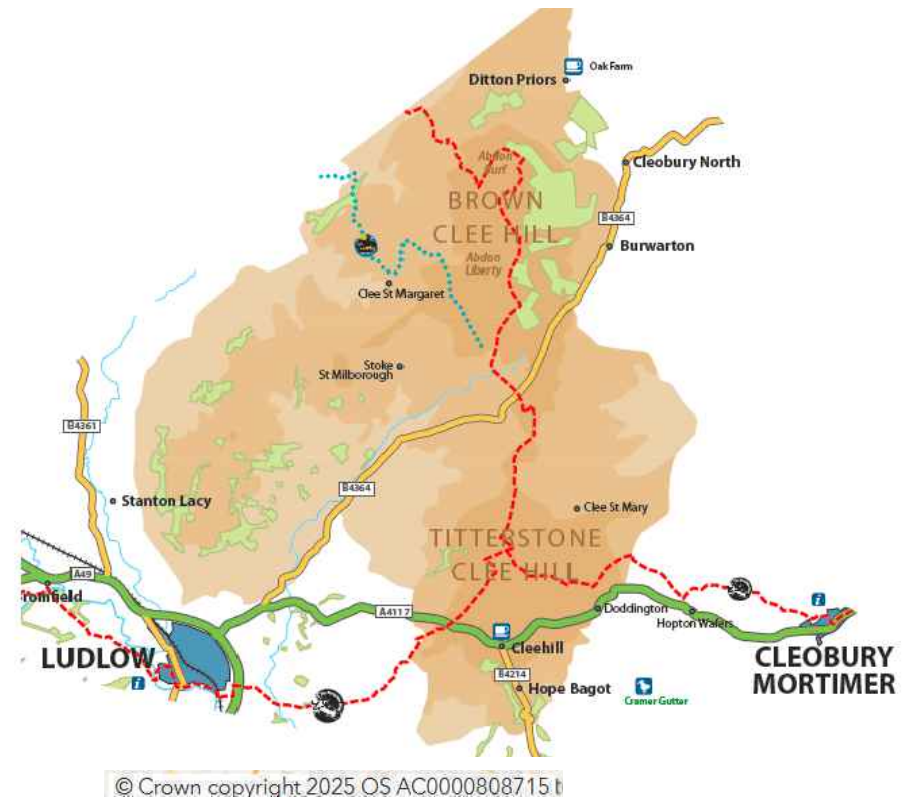 Oak Farm
Ditton Priors
Cleobury North
Abdon
Burf
BROWN
CLEE HILL
B4364
Burwarton
Abdon
Liberty
Clee St Margaret
Stoke
St Milborough
B4361
B4364
Stanton Lacy
Clee St Mary
TITTERSTONE
CLEE HILL
A49
romfield
A4117
Doddington
Hopton Wafers
Cleehill
LUDLOW
CLEOBURY
MORTIMER
B4214
Hope Bagot
Cramer Gutter
© Crown copyright 2025 OS AC0000808715